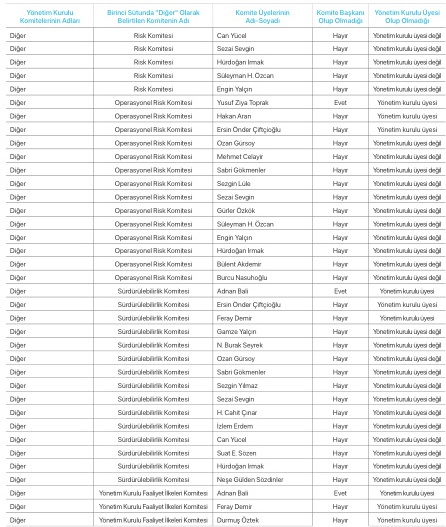 Yönetim Kurulu Komitelerinin Adları | Birinci Sütunda "Diğer" Olarak Belirtilen Komitenin Adı | Komite Üyelerinin Adı-Soyadı | Komite Başkanı Olup Olmadığı | Yönetim Kurulu Üyesi Olup Olmadığı
Diğer Risk Komitesi Can Yücel Hayır Yönetim kurulu üyesi değil
Diğer Risk Komitesi Sezai Sevgin Hayır Yönetim kurulu üyesi değil
Diğer Risk Komitesi Hürdoğan Irmak Hayır Yönetim kurulu üyesi değil
Diğer Risk Komitesi Süleyman H. Özcan Hayır Yönetim kurulu üyesi değil
Diğer Risk Komitesi Engin Yalçın Hayır Yönetim kurulu üyesi değil
Diğer Operasyonel Risk Komitesi Yusuf Ziya Toprak Evet Yönetim kurulu üyesi
Diğer Operasyonel Risk Komitesi Hakan Aran Hayır Yönetim kurulu üyesi
Diğer Operasyonel Risk Komitesi Ersin Önder Çiftçioğlu Hayır Yönetim kurulu üyesi
Diğer Operasyonel Risk Komitesi Ozan Gürsoy Hayır Yönetim kurulu üyesi değil
Diğer Operasyonel Risk Komitesi Mehmet Celayir Hayır Yönetim kurulu üyesi değil
Diğer Operasyonel Risk Komitesi Sabri Gökmenler Hayır Yönetim kurulu üyesi değil
Diğer Operasyonel Risk Komitesi Sezgin Lüle Hayır Yönetim kurulu üyesi değil
Diğer Operasyonel Risk Komitesi Sezai Sevgin Hayır Yönetim kurulu üyesi değil
Diğer Operasyonel Risk Komitesi Gürler Özkök Hayır Yönetim kurulu üyesi değil
Diğer Operasyonel Risk Komitesi Süleyman H. Özcan Hayır Yönetim kurulu üyesi değil
Diğer Operasyonel Risk Komitesi Engin Yalçın Hayır Yönetim kurulu üyesi değil
Diğer Operasyonel Risk Komitesi Hürdoğan Irmak Hayır Yönetim kurulu üyesi değil
Diğer Operasyonel Risk Komitesi Bülent Akdemir Hayır Yönetim kurulu üyesi değil
Diğer Operasyonel Risk Komitesi Burcu Nasuhoğlu Hayır Yönetim kurulu üyesi değil
Diğer Sürdürülebilirlik Komitesi Adnan Bali Evet Yönetim kurulu üyesi
Diğer Sürdürülebilirlik Komitesi Ersin Önder Çiftçioğlu Hayır Yönetim kurulu üyesi
Diğer Sürdürülebilirlik Komitesi Feray Demir Hayır Yönetim kurulu üyesi
Diğer Sürdürülebilirlik Komitesi Gamze Yalçın Hayır Yönetim kurulu üyesi değil
Diğer Sürdürülebilirlik Komitesi N. Burak Seyrek Hayır Yönetim kurulu üyesi değil
Diğer Sürdürülebilirlik Komitesi Ozan Gürsoy Hayır Yönetim kurulu üyesi değil
Diğer Sürdürülebilirlik Komitesi Sabri Gökmenler Hayır Yönetim kurulu üyesi değil
Diğer Sürdürülebilirlik Komitesi Sezgin Yılmaz Hayır Yönetim kurulu üyesi değil
Diğer Sürdürülebilirlik Komitesi Sezai Sevgin Hayır Yönetim kurulu üyesi değil
Diğer Sürdürülebilirlik Komitesi H. Cahit Çınar Hayır Yönetim kurulu üyesi değil
Diğer Sürdürülebilirlik Komitesi İzlem Erdem Hayır Yönetim kurulu üyesi değil
Diğer Sürdürülebilirlik Komitesi Can Yücel Hayır Yönetim kurulu üyesi değil
Diğer Sürdürülebilirlik Komitesi Suat E. Sözen Hayır Yönetim kurulu üyesi değil
Diğer Sürdürülebilirlik Komitesi Hürdoğan Irmak Hayır Yönetim kurulu üyesi değil
Diğer Sürdürülebilirlik Komitesi Neşe Gülden Sözdinler Hayır Yönetim kurulu üyesi değil
Diğer Yönetim Kurulu Faaliyet İlkeleri Komitesi Adnan Bali Evet Yönetim kurulu üyesi
Diğer Yönetim Kurulu Faaliyet İlkeleri Komitesi Feray Demir Hayır Yönetim kurulu üyesi
Diğer Yönetim Kurulu Faaliyet İlkeleri Komitesi Durmuş Öztek Hayır Yönetim kurulu üyesi